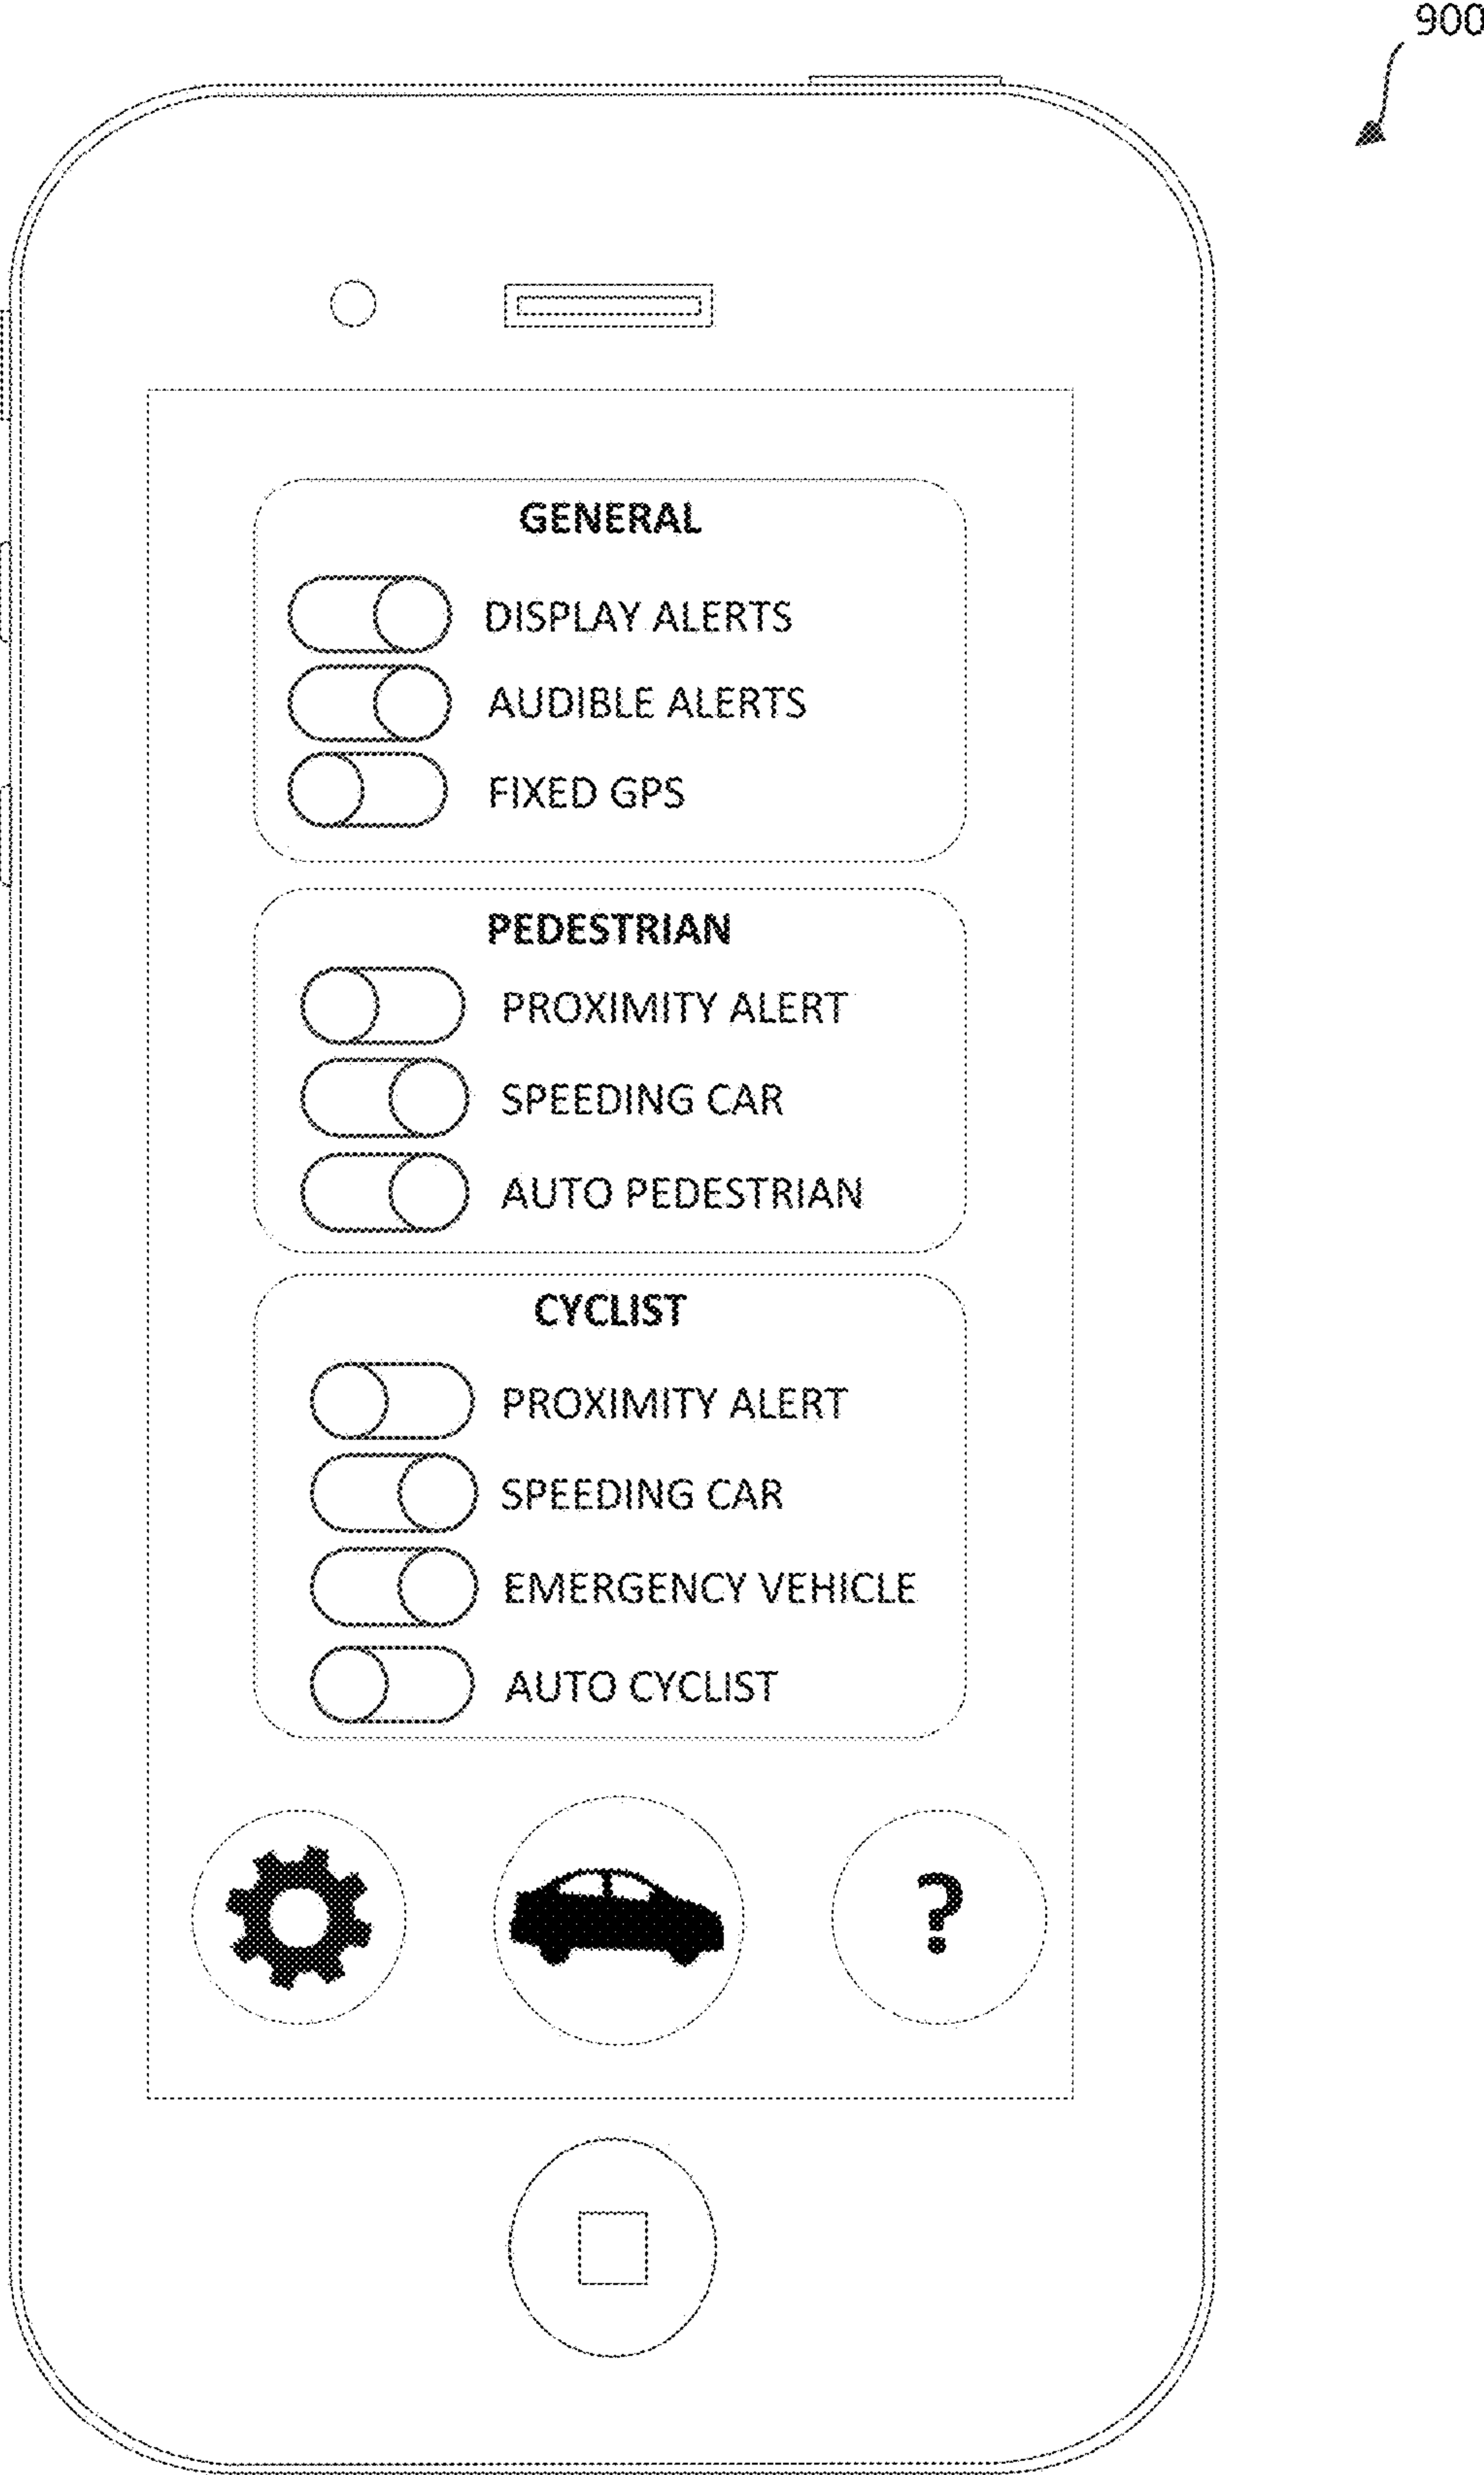 900
GENERAL
DISPLAY ALERTS
AUDIBLE ALERTS
FIXED GPS
PEDESTRIAN
PROXIMITY ALERT
SPEEDING CAR
AUTO PEDESTRIAN
CYCLIST
PROXIMITY ALERT
SPEEDING CAR
EMERGENCY VEHICLE
AUTO CYCLIST
?